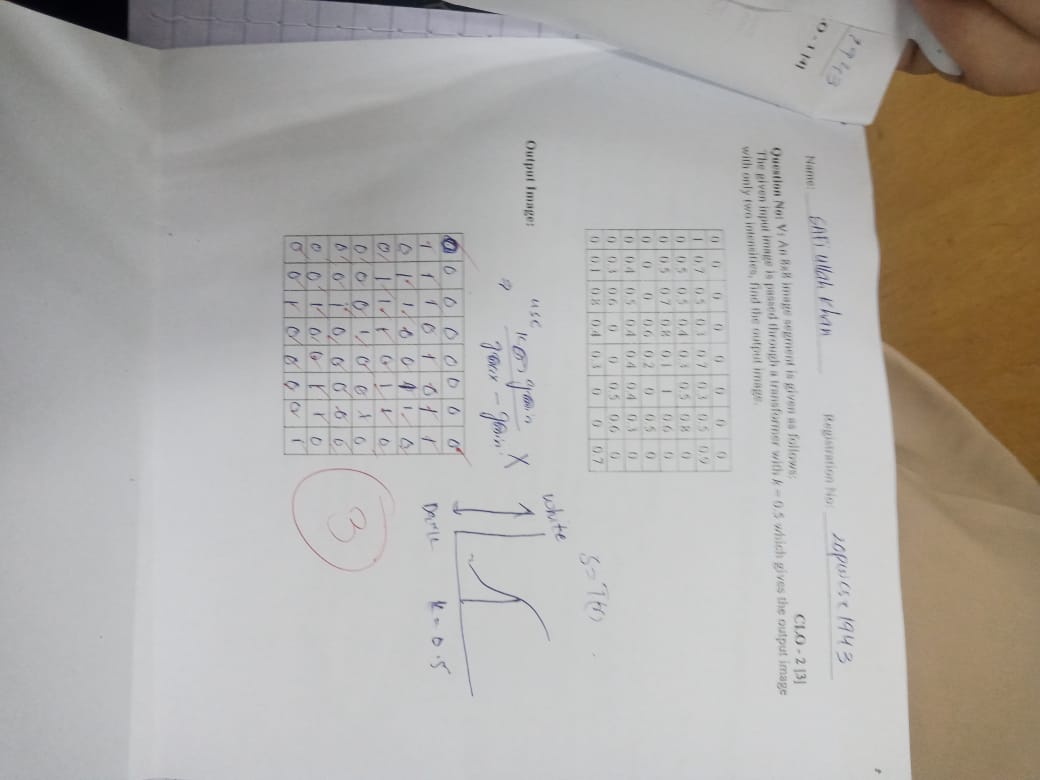 2943
Name: Safi ullah Khan Registration No: 20pwcse1943
CLO - 2 [3]
Question No: V: An 8x8 image segment is given as follows:
The given input image is passed through a transformer with k = 0.5 which gives the output image
with only two intensities, find the output image.
0 0 0 0 0 0 0 0
1 0.7 0.5 0.3 0.7 0.3 0.5 0.9
0 0.5 0.5 0.4 0.3 0.5 0.8 0
0 0.5 0.7 0.8 0.1 1 0.6 0
0 0 0 0.6 0.2 0 0.5 0
0 0.4 0.5 0.4 0.4 0.4 0.3 0
0 0.3 0.6 0 0 0.5 0.6 0
0 0.1 0.8 0.4 0.3 0 0 0.7
S = T(r)
white
use
gmin
gmax - gmin
X
Dark k = 0.5
Output Image:
0 0 0 0 0 0 0 0
1 1 1 0 1 0 1 1
0 1 1 0 0 1 1 0
0 1 1 1 0 1 1 0
0 0 0 1 0 0 1 0
0 0 1 0 0 0 0 0
0 0 1 0 0 1 1 0
0 0 1 0 0 0 0 1
3